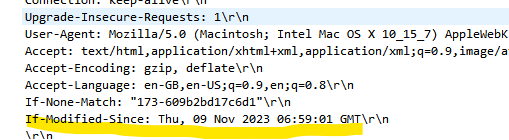 Connection: keep-alive\r\n
Upgrade-Insecure-Requests: 1\r\n
User-Agent: Mozilla/5.0 (Macintosh; Intel Mac OS X 10_15_7) AppleWebK
Accept: text/html,application/xhtml+xml,application/xml;q=0.9,image/a
Accept-Encoding: gzip, deflate\r\n
Accept-Language: en-GB,en-US;q=0.9,en;q=0.8\r\n
If-None-Match: "173-609b2bd17c6d1"\r\n
If-Modified-Since: Thu, 09 Nov 2023 06:59:01 GMT\r\n
\r\n